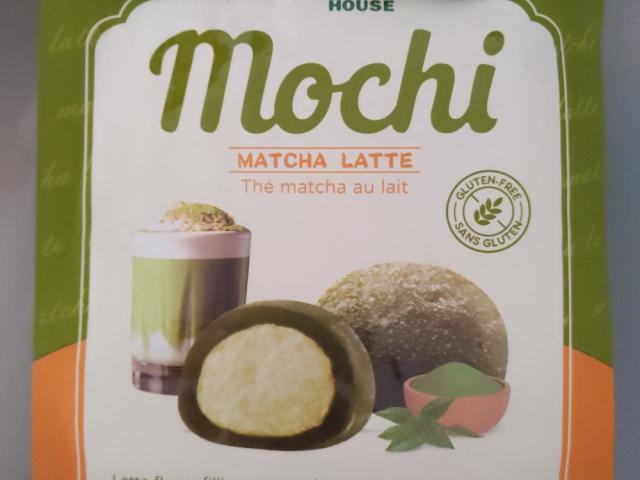 HOUSE
Mochi
MATCHA LATTE
Thé matcha au lait
GLUTEN-FREE
SANS GLUTEN